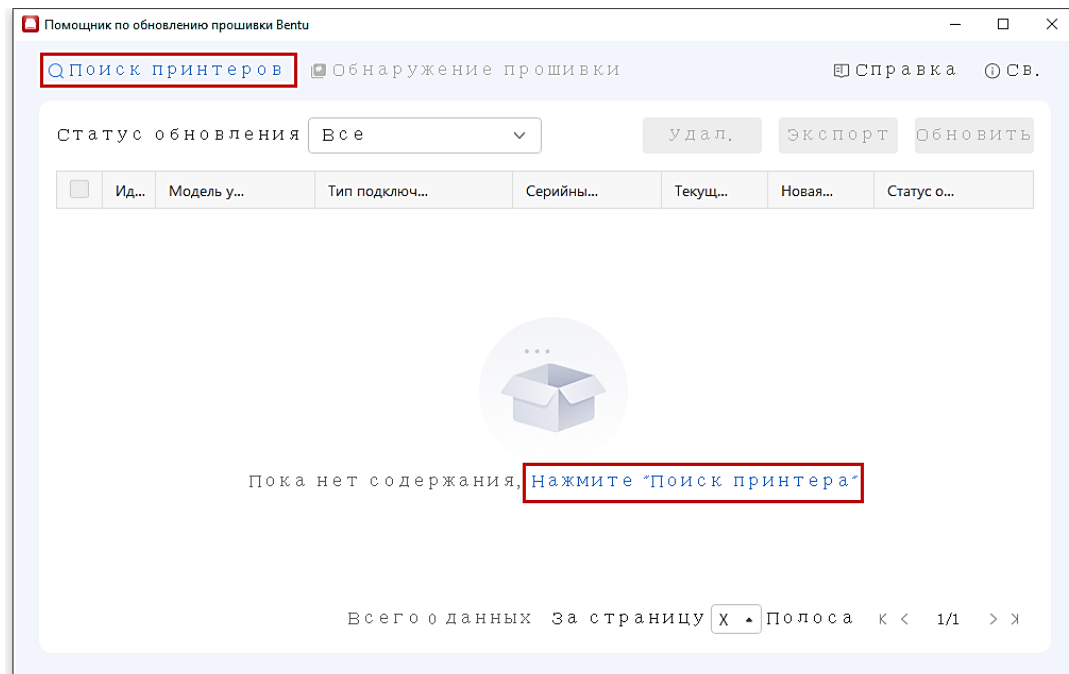 Помощник по обновлению прошивки Bentu
Поиск принтеров Обнаружение прошивки Справка Св.
Статус обновления Все Удал. Экспорт Обновить
Ид... Модель у... Тип подключ... Серийны... Текущ... Новая... Статус о...
Пока нет содержания, Нажмите "Поиск принтера"
Всего 0 данных За страницу X Полоса 1/1